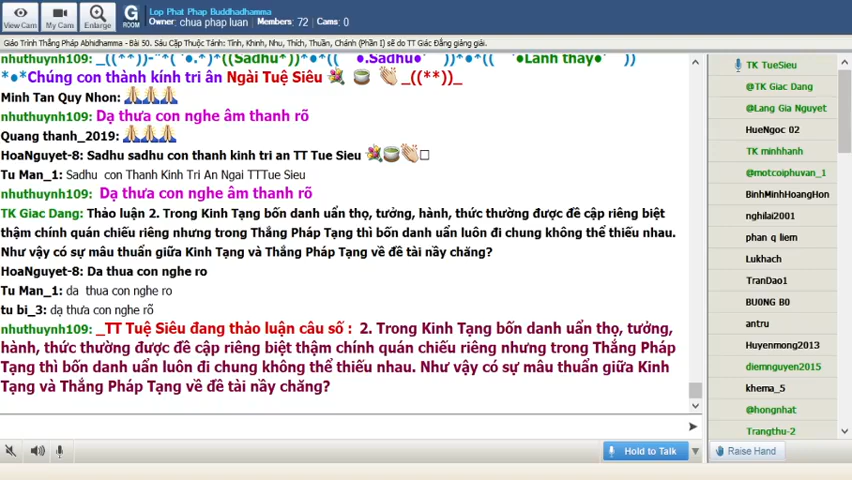 Lop Phat Phap Buddhadhamma
Owner: chua phap luan Members: 72 Cams: 0
View Cam My Cam Enlarge G ROOM
Giáo Trình Thắng Pháp Abhidhamma - Bài 50. Sáu Cặp Thuộc Tánh: Tịnh, Khinh, Nhu, Thích, Thuần, Chánh (Phần I) sẽ do TT Giác Đẳng giảng giải.
nhuthuynh109: _((**))-"*( ●.*)*((Sadhu*)*(( ●.Sadhu● ))*●*(( *●Lành thay●* ))
*●*Chúng con thành kính tri ân Ngài Tuệ Siêu _((**))_
Minh Tan Quy Nhon:
nhuthuynh109: Dạ thưa con nghe âm thanh rõ
Quang thanh_2019:
HoaNguyet-8: Sadhu sadhu con thanh kinh tri an TT Tue Sieu
Tu Man_1: Sadhu con Thanh Kinh Tri An Ngai TTTue Sieu
nhuthuynh109: Dạ thưa con nghe âm thanh rõ
TK Giac Dang: Thảo luận 2. Trong Kinh Tạng bốn danh uẩn thọ, tưởng, hành, thức thường được đề cập riêng biệt
thậm chính quán chiếu riêng nhưng trong Thắng Pháp Tạng thì bốn danh uẩn luôn đi chung không thể thiếu nhau.
Như vậy có sự mâu thuẩn giữa Kinh Tạng và Thắng Pháp Tạng về đề tài nầy chăng?
HoaNguyet-8: Da thua con nghe ro
Tu Man_1: da thua con nghe ro
tu bi_3: dạ thưa con nghe rõ
nhuthuynh109: _TT Tuệ Siêu đang thảo luận câu số : 2. Trong Kinh Tạng bốn danh uẩn thọ, tưởng,
hành, thức thường được đề cập riêng biệt thậm chính quán chiếu riêng nhưng trong Thắng Pháp
Tạng thì bốn danh uẩn luôn đi chung không thể thiếu nhau. Như vậy có sự mâu thuẩn giữa Kinh
Tạng và Thắng Pháp Tạng về đề tài nầy chăng?
Hold to Talk
TK TueSieu
@TK Giac Dang
@Lang Gia Nguyet
HueNgoc 02
TK minhhanh
@motcoiphuvan_1
BinhMinhHoangHon
nghilai2001
phan q liem
Lukhach
TranDao1
BU0NG B0
antru
Huyenmong2013
diemnguyen2015
khema_5
@hongnhat
Trangthu-2
Raise Hand